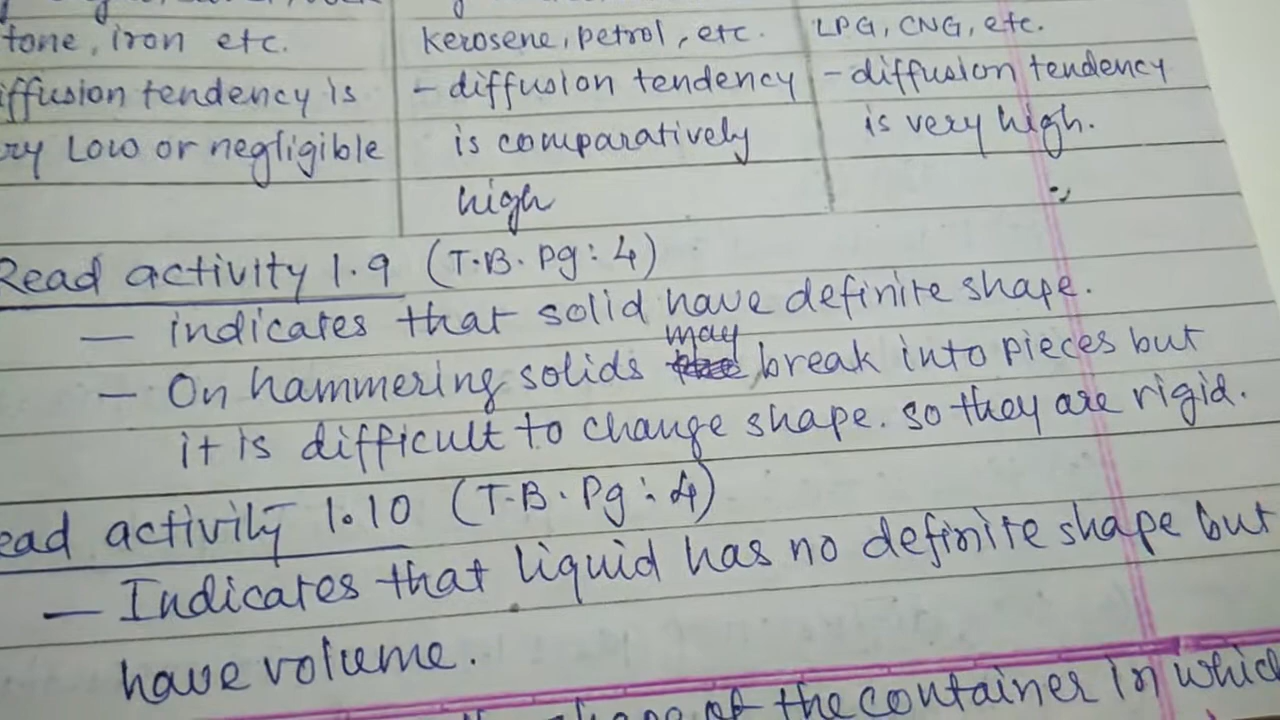 tone, iron etc.
kerosene, petrol, etc.
LPG, CNG, etc.
iffusion tendency is
- diffusion tendency
- diffusion tendency
ry Low or negligible
is comparatively
is very high.
high
Read activity 1.9 (T.B. pg: 4)
— indicates that solid have definite shape.
may
— On hammering solids break into pieces but
it is difficult to change shape. so they are rigid.
ead activity 1.10 (T.B. Pg: 4)
— Indicates that liquid has no definite shape but
have volume.
of the container in which